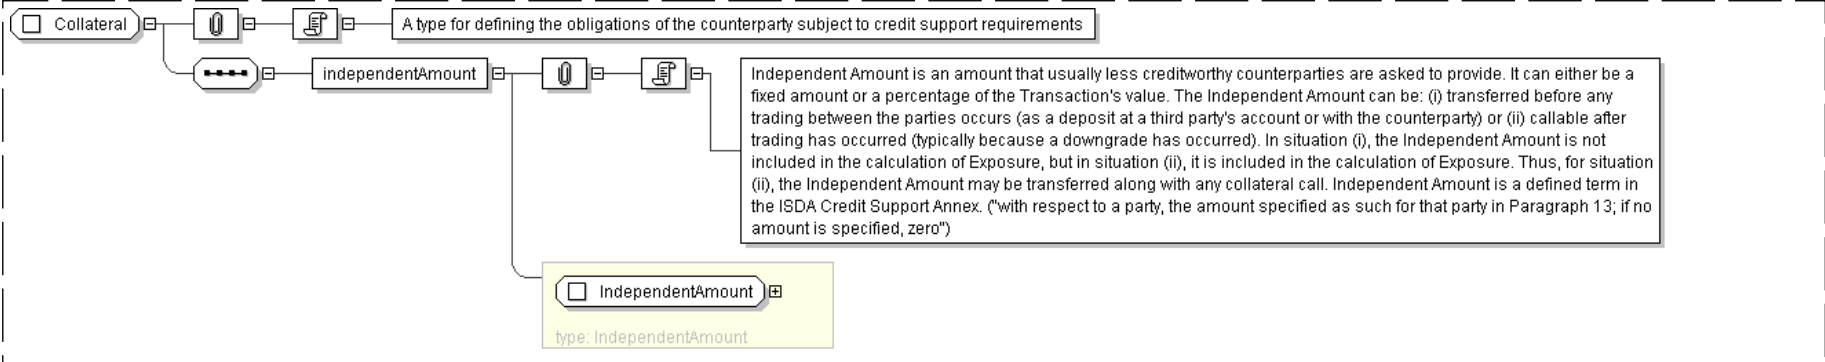 Collateral
A type for defining the obligations of the counterparty subject to credit support requirements
independentAmount
Independent Amount is an amount that usually less creditworthy counterparties are asked to provide. It can either be a
fixed amount or a percentage of the Transaction's value. The Independent Amount can be: (i) transferred before any
trading between the parties occurs (as a deposit at a third party's account or with the counterparty) or (ii) callable after
trading has occurred (typically because a downgrade has occurred). In situation (i), the Independent Amount is not
included in the calculation of Exposure, but in situation (ii), it is included in the calculation of Exposure. Thus, for situation
(ii), the Independent Amount may be transferred along with any collateral call. Independent Amount is a defined term in
the ISDA Credit Support Annex. ("with respect to a party, the amount specified as such for that party in Paragraph 13; if no
amount is specified, zero")
IndependentAmount
type: IndependentAmount